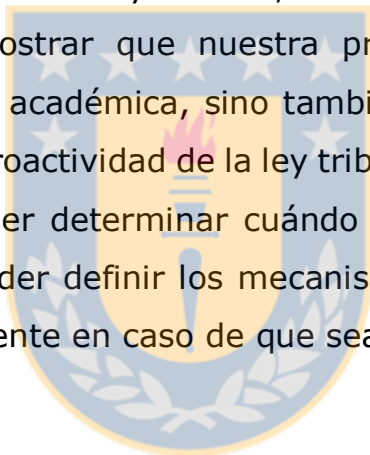 ostrar que nuestra pr
académica, sino tambi
roactividad de la ley trib
er determinar cuándo
der definir los mecanis
ente en caso de que sea